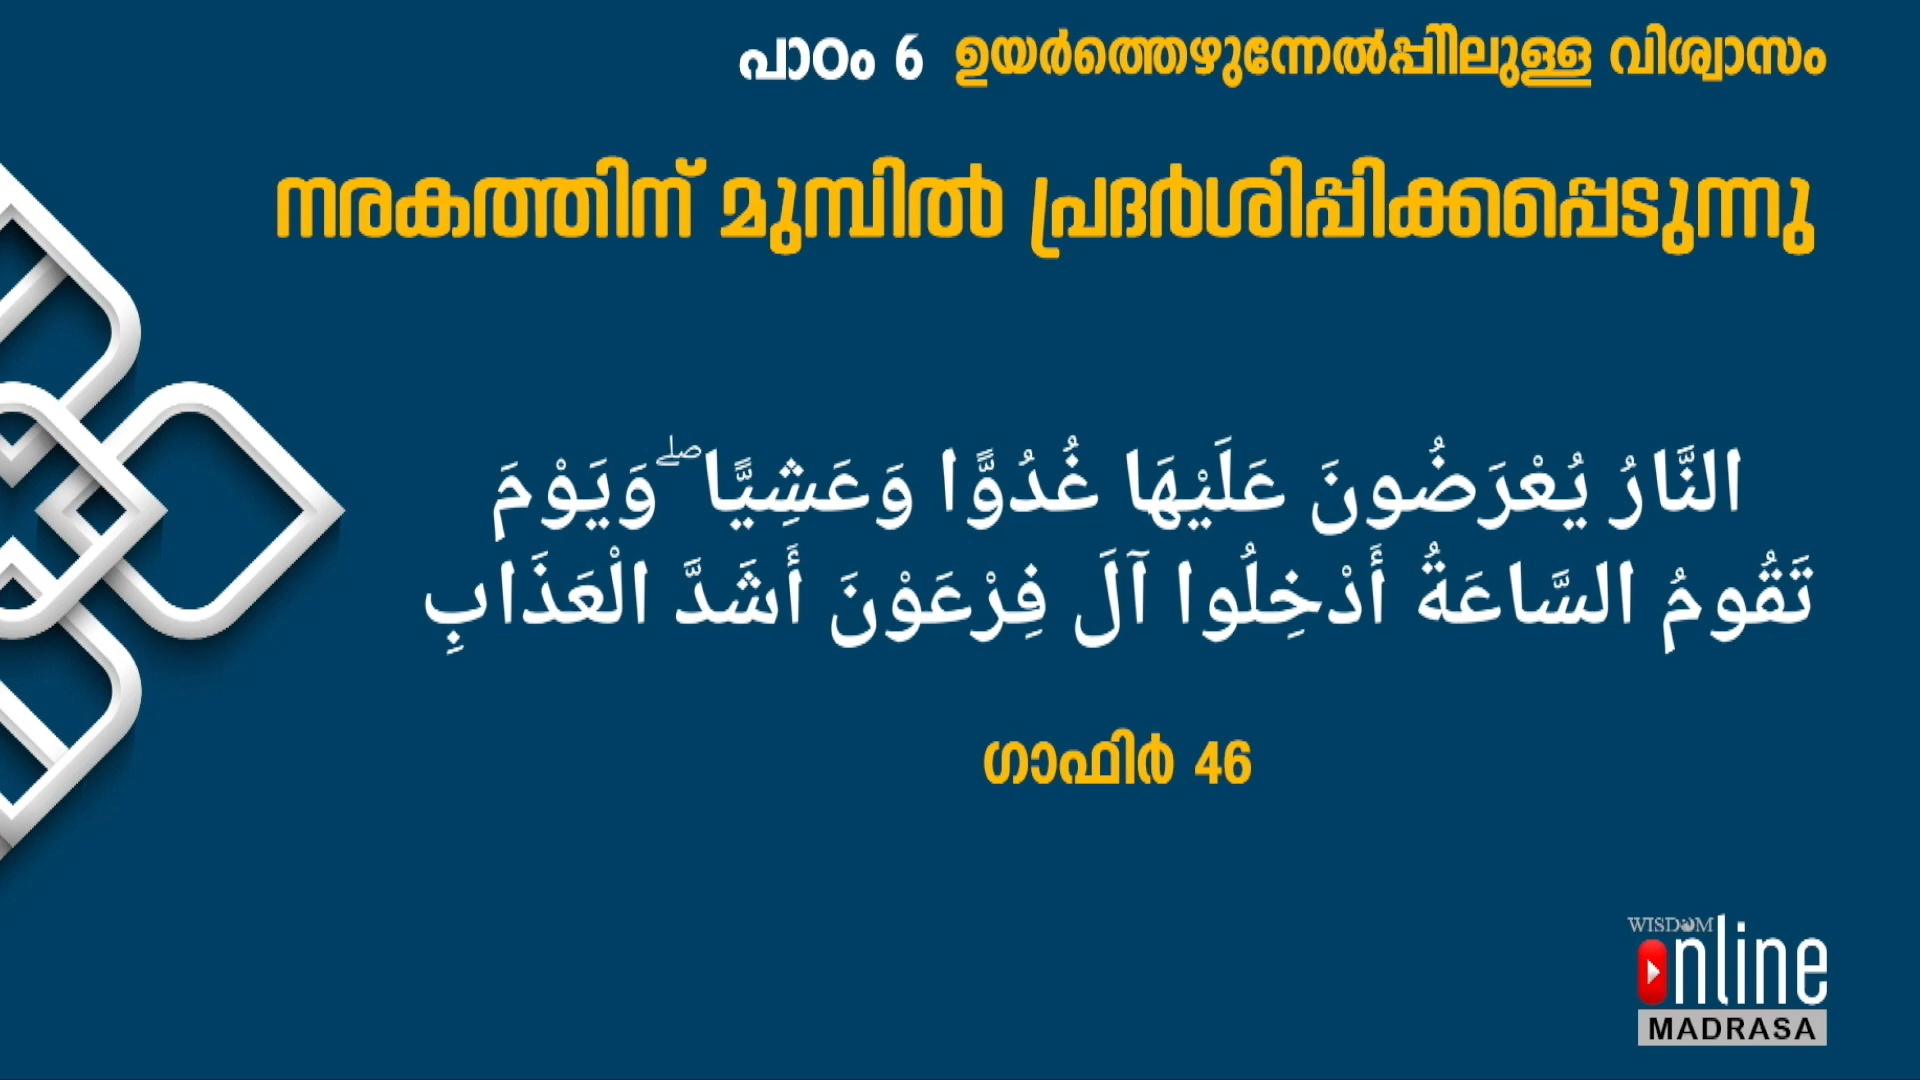 പാഠം 6 ഉയർത്തെഴുന്നേൽപ്പിലുള്ള വിശ്വാസം
നരകത്തിന് മുമ്പിൽ പ്രദർശിപ്പിക്കപ്പെടുന്നു
النَّارُ يُعْرَضُونَ عَلَيْهَا غُدُوًّا وَعَشِيًّا ۖ وَيَوْمَ
تَقُومُ السَّاعَةُ أَدْخِلُوا آلَ فِرْعَوْنَ أَشَدَّ الْعَذَابِ
ഗാഫിർ 46
WISDOM
online
MADRASA